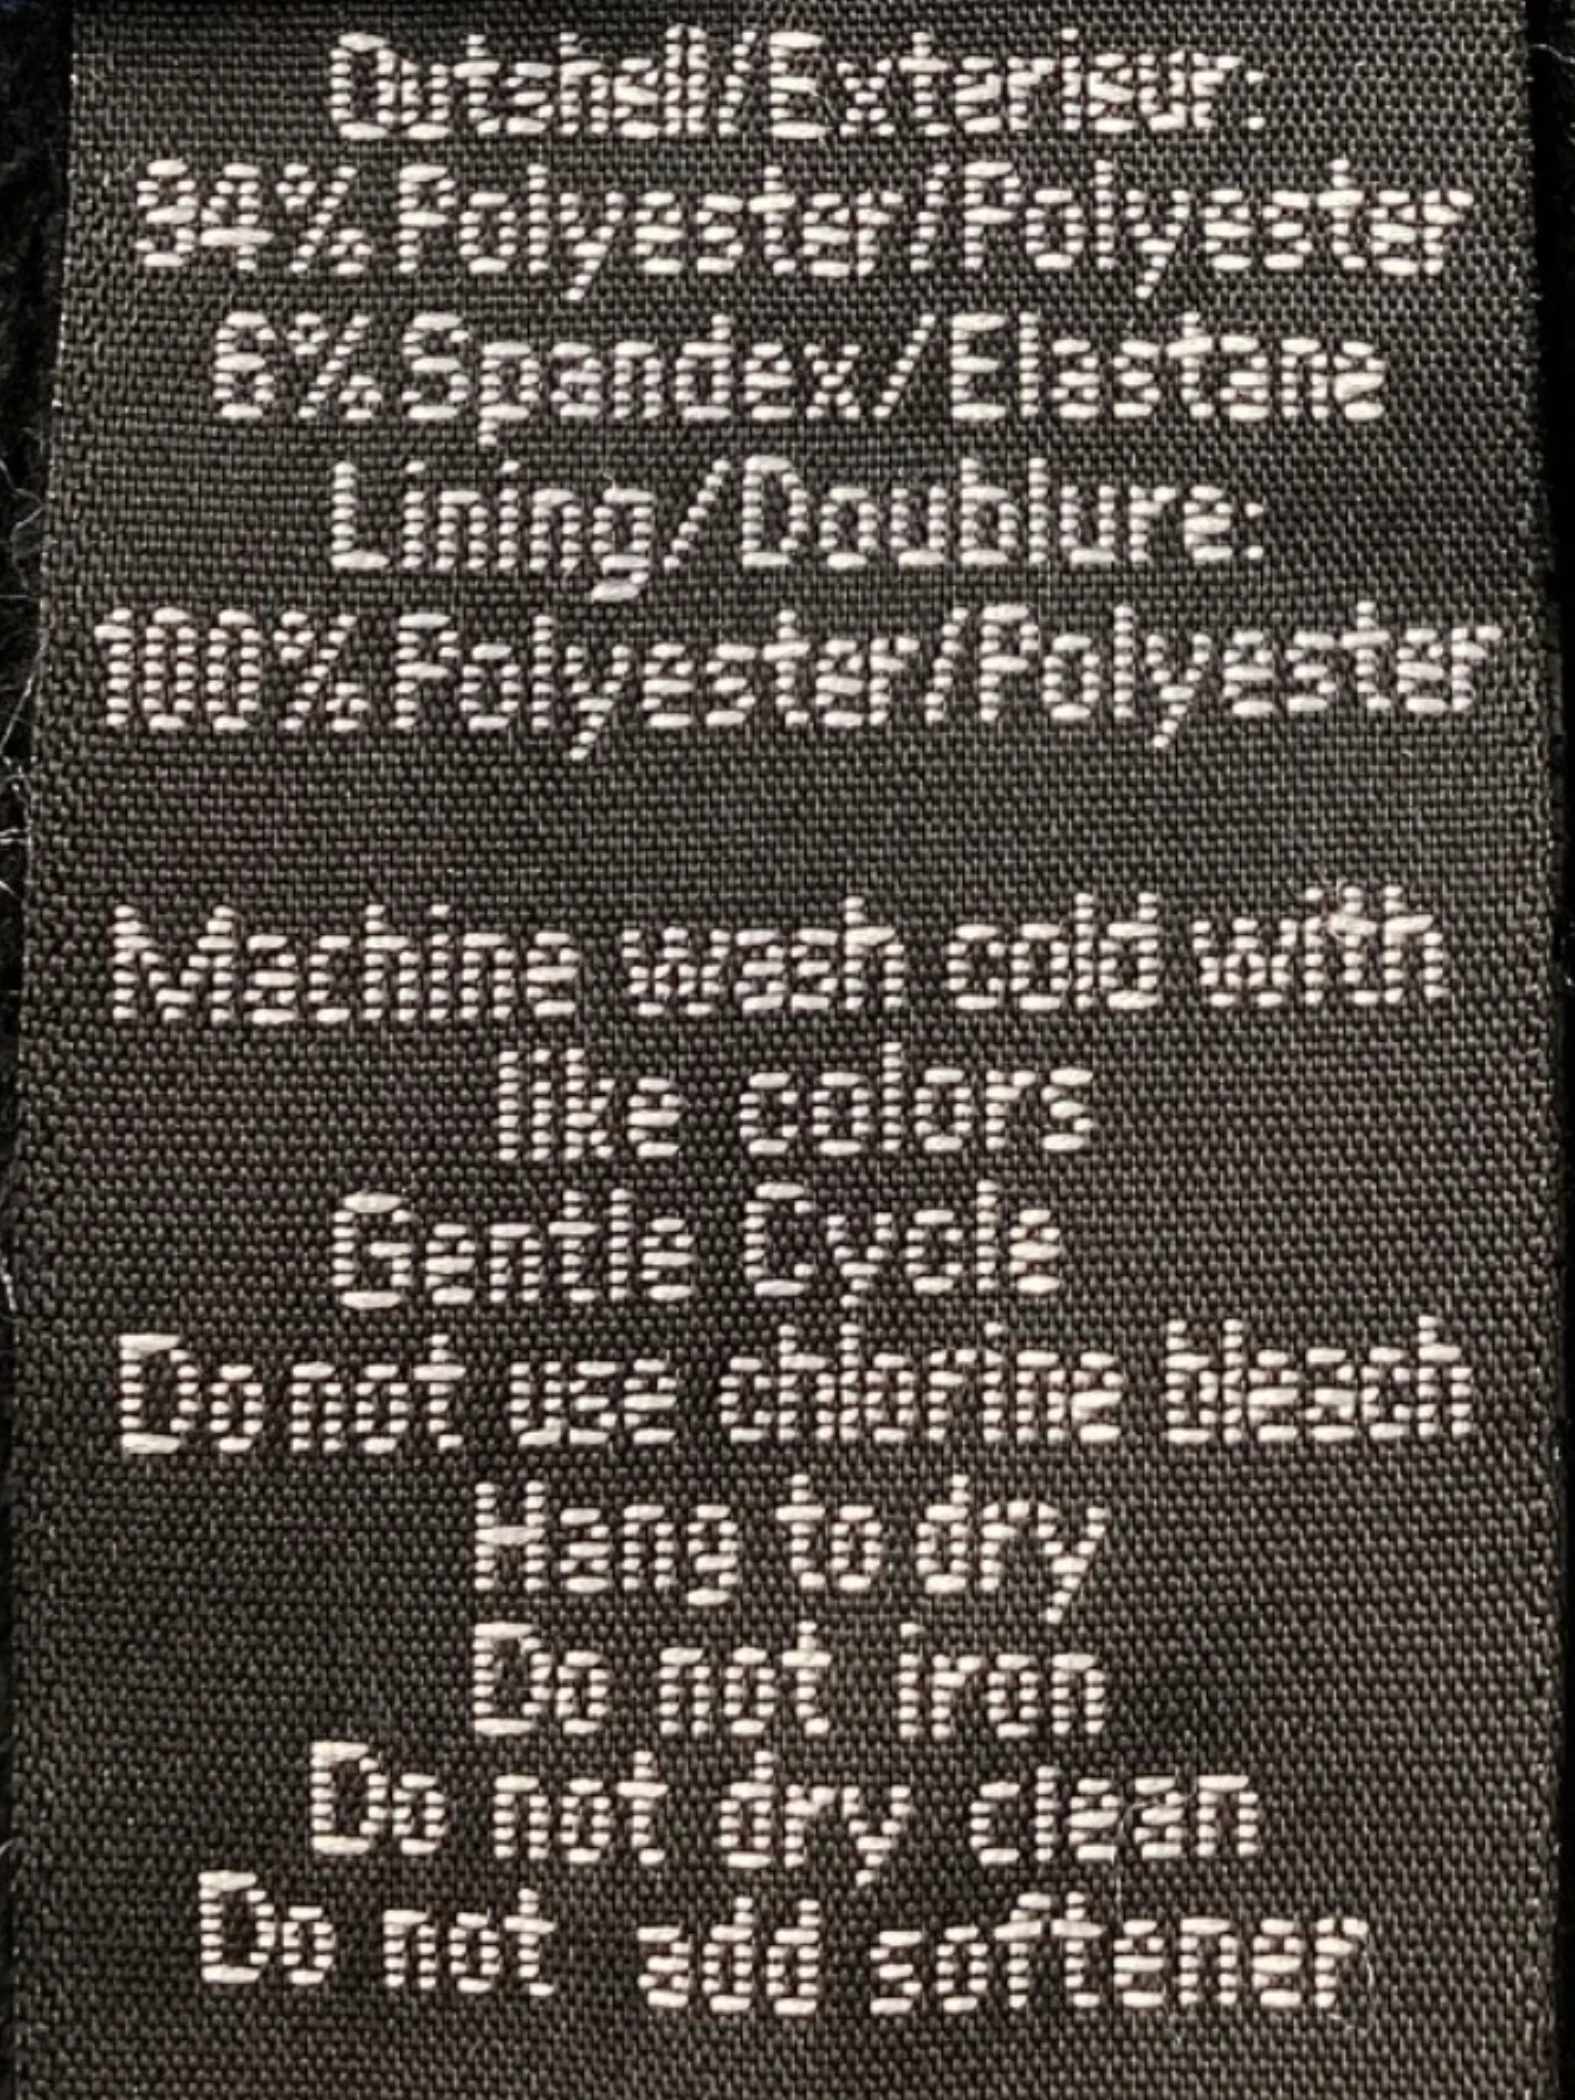 Outshell/Exterieur:
94% Polyester/Polyester
6% Spandex/Elastane
Lining/Doublure:
100% Polyester/Polyester
Machine wash cold with
like colors
Gentle Cycle
Do not use chlorine bleach
Hang to dry
Do not iron
Do not dry clean
Do not add softener